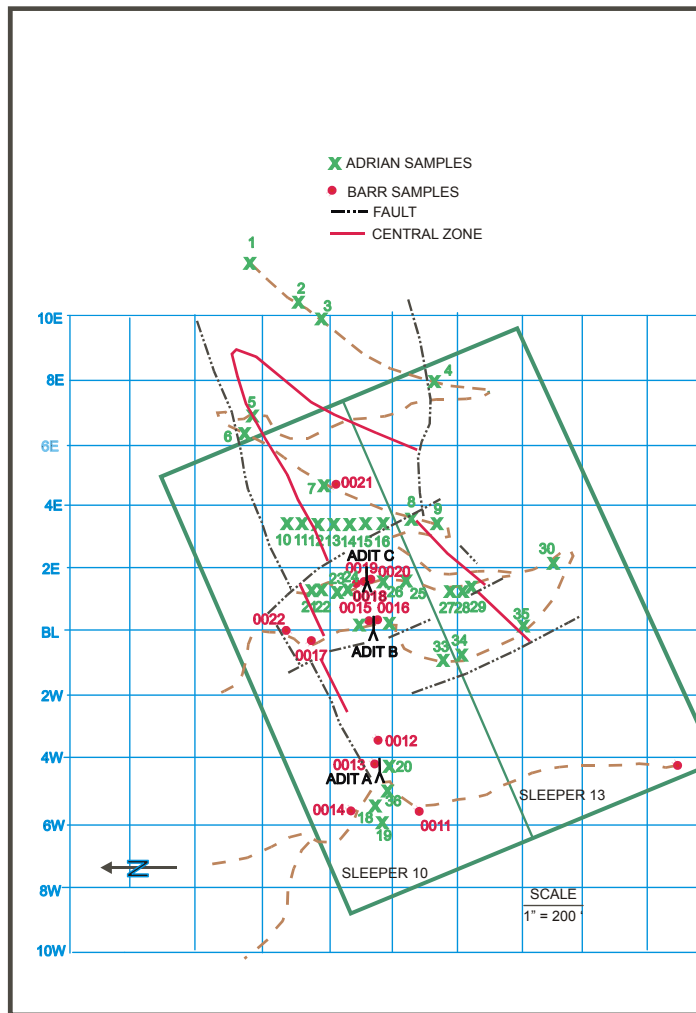 ADRIAN SAMPLES
BARR SAMPLES
FAULT
CENTRAL ZONE
1
2
3
10E
4
8E
5
6
6E
7
0021
4E
8
9
10 11 12 13 14 15 16
ADIT C
30
2E
0019
0020
23 24
26
25
21 22
0018
27 28 29
0015
0016
0022
BL
35
0017
ADIT B
33
34
2W
0012
4W
0013
20
ADIT A
36
SLEEPER 13
0014
18
0011
6W
19
N
SLEEPER 10
8W
SCALE
1" = 200 '
10W